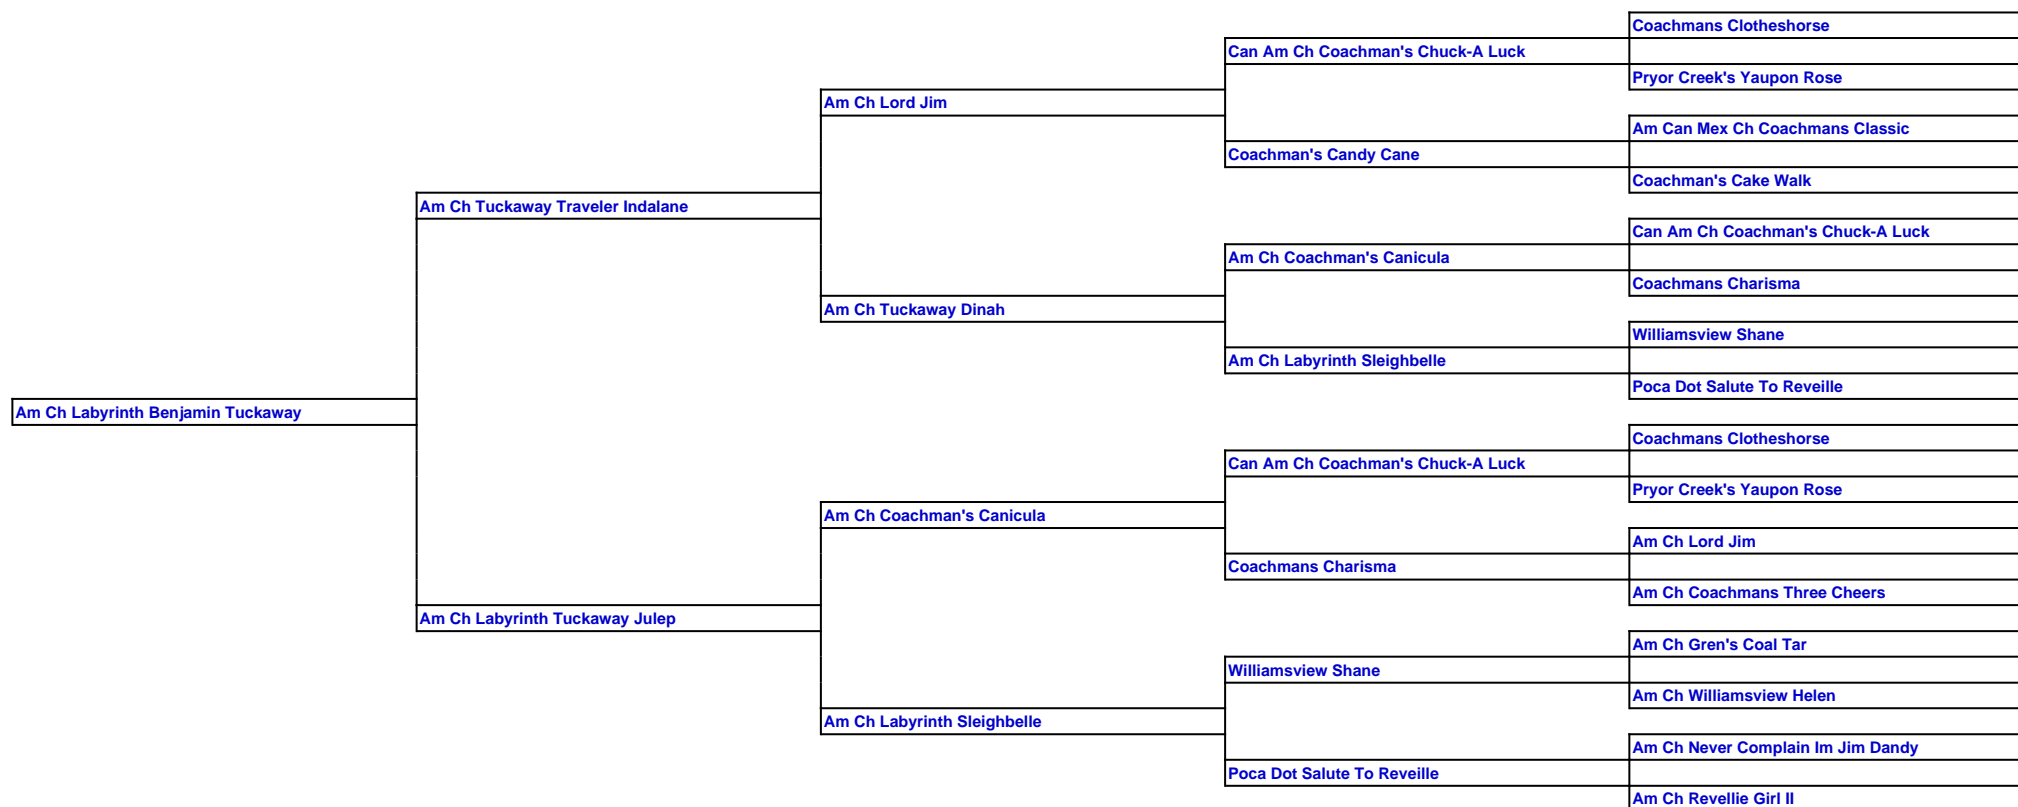 Coachmans Clotheshorse
Can Am Ch Coachman's Chuck-A Luck
Pryor Creek's Yaupon Rose
Am Ch Lord Jim
Am Can Mex Ch Coachmans Classic
Coachman's Candy Cane
Coachman's Cake Walk
Am Ch Tuckaway Traveler Indalane
Can Am Ch Coachman's Chuck-A Luck
Am Ch Coachman's Canicula
Coachmans Charisma
Am Ch Tuckaway Dinah
Williamsview Shane
Am Ch Labyrinth Sleighbelle
Poca Dot Salute To Reveille
Am Ch Labyrinth Benjamin Tuckaway
Coachmans Clotheshorse
Can Am Ch Coachman's Chuck-A Luck
Pryor Creek's Yaupon Rose
Am Ch Coachman's Canicula
Am Ch Lord Jim
Coachmans Charisma
Am Ch Coachmans Three Cheers
Am Ch Labyrinth Tuckaway Julep
Am Ch Gren's Coal Tar
Williamsview Shane
Am Ch Williamsview Helen
Am Ch Labyrinth Sleighbelle
Am Ch Never Complain Im Jim Dandy
Poca Dot Salute To Reveille
Am Ch Revellie Girl II